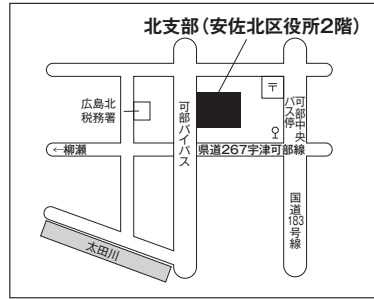 北支部（安佐北区役所2階）
〒
広島北
税務署
可部バイパス
可部中央
バス停
←柳瀬
県道267宇津可部線
国道183号線
太田川